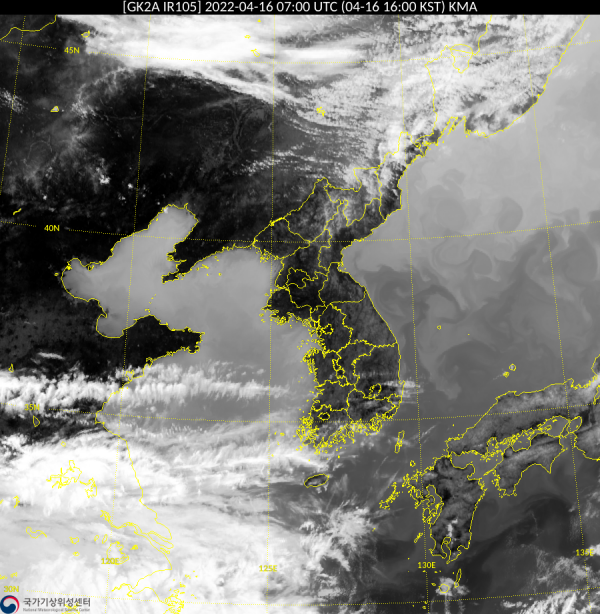 [GK2A IR105] 2022-04-16 07:00 UTC (04-16 16:00 KST) KMA
45N
40N
35N
120E
125E
130E
30N
국가기상위성센터
National Meteorological Satellite Center